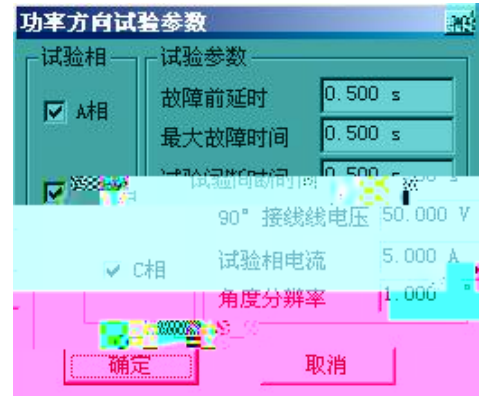 功率方向试验参数
试验相 试验参数
A相 故障前延时 0.500 s
最大故障时间 0.500 s
试验间断时间 0.500 s
90° 接线线电压 50.000 V
C相 试验相电流 5.000 A
角度分辨率 1.000 °
确定 取消